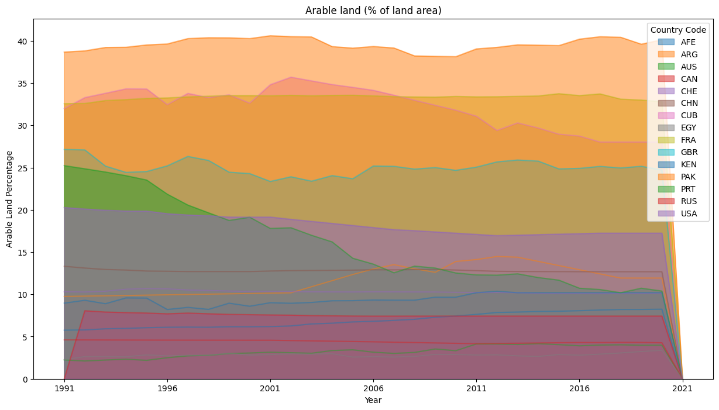 Arable land (% of land area)
Arable Land Percentage
40
35
30
25
20
15
10
5
0
1991
1996
2001
2006
2011
2016
2021
Year
Country Code
AFE
ARG
AUS
CAN
CHE
CHN
CUB
EGY
FRA
GBR
KEN
PAK
PRT
RUS
USA